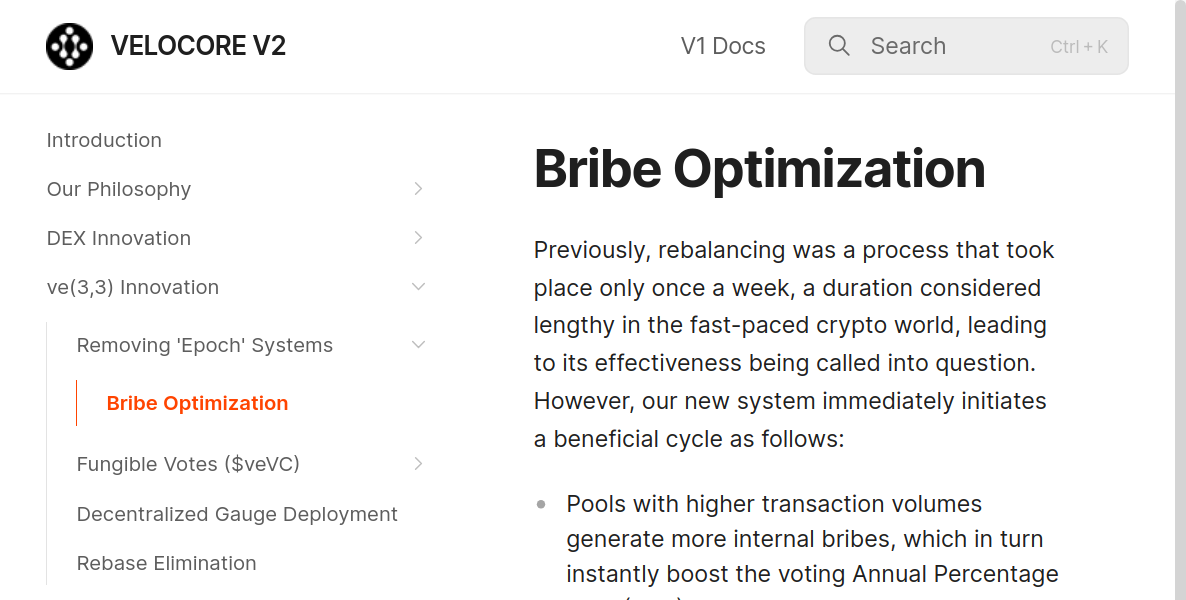 VELOCORE V2
V1 Docs
Search
Ctrl + K
Introduction
Our Philosophy
DEX Innovation
ve(3,3) Innovation
Removing 'Epoch' Systems
Bribe Optimization
Fungible Votes ($veVC)
Decentralized Gauge Deployment
Rebase Elimination
Bribe Optimization
Previously, rebalancing was a process that took
place only once a week, a duration considered
lengthy in the fast-paced crypto world, leading
to its effectiveness being called into question.
However, our new system immediately initiates
a beneficial cycle as follows:
Pools with higher transaction volumes
generate more internal bribes, which in turn
instantly boost the voting Annual Percentage